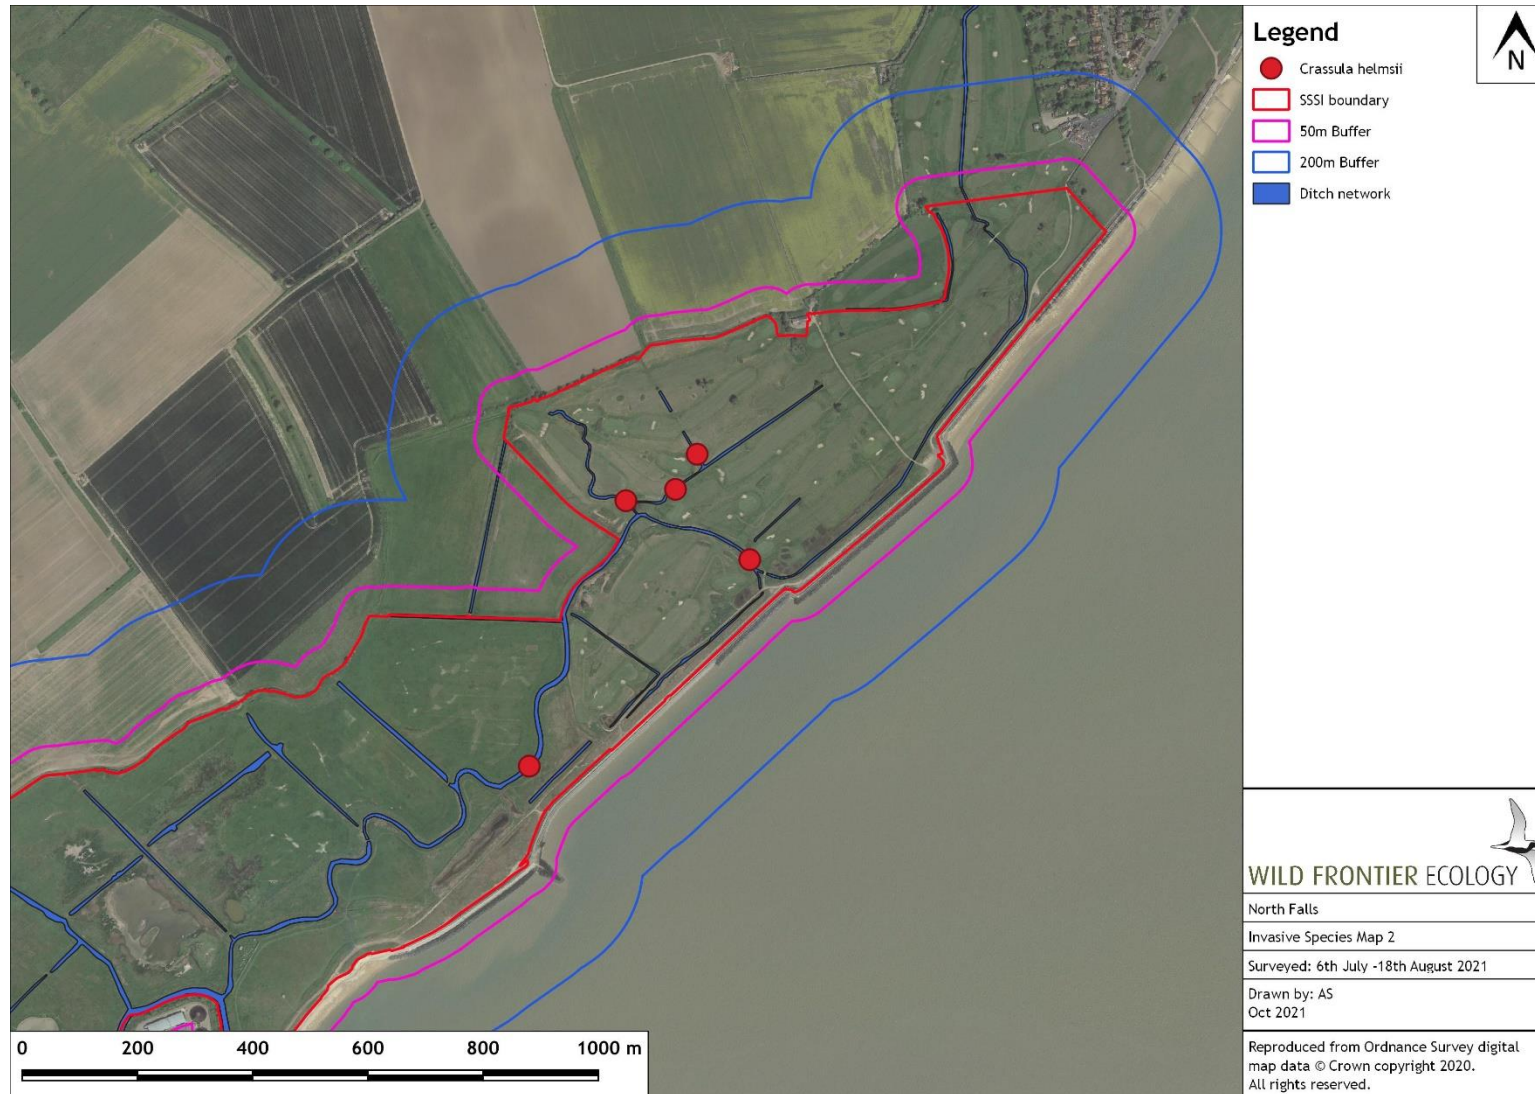 Legend
N
Crassula helmsii
SSSI boundary
50m Buffer
200m Buffer
Ditch network
WILD FRONTIER ECOLOGY
North Falls
Invasive Species Map 2
Surveyed: 6th July -18th August 2021
Drawn by: AS
Oct 2021
Reproduced from Ordnance Survey digital
map data © Crown copyright 2020.
All rights reserved.
0 200 400 600 800 1000 m